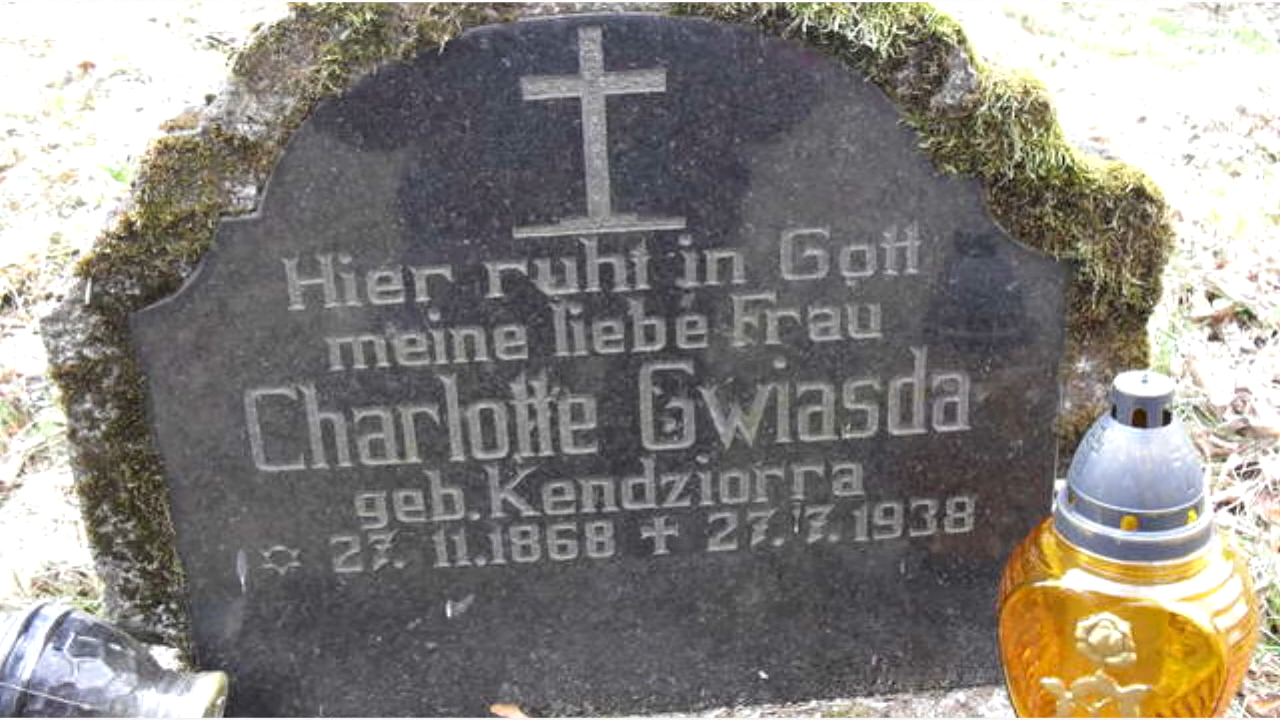 Hier ruht in Gott
meine liebe Frau
Charlotte Gwiasda
geb. Kendziorra
✡ 27. 11. 1868 ✝ 27. 7. 1938